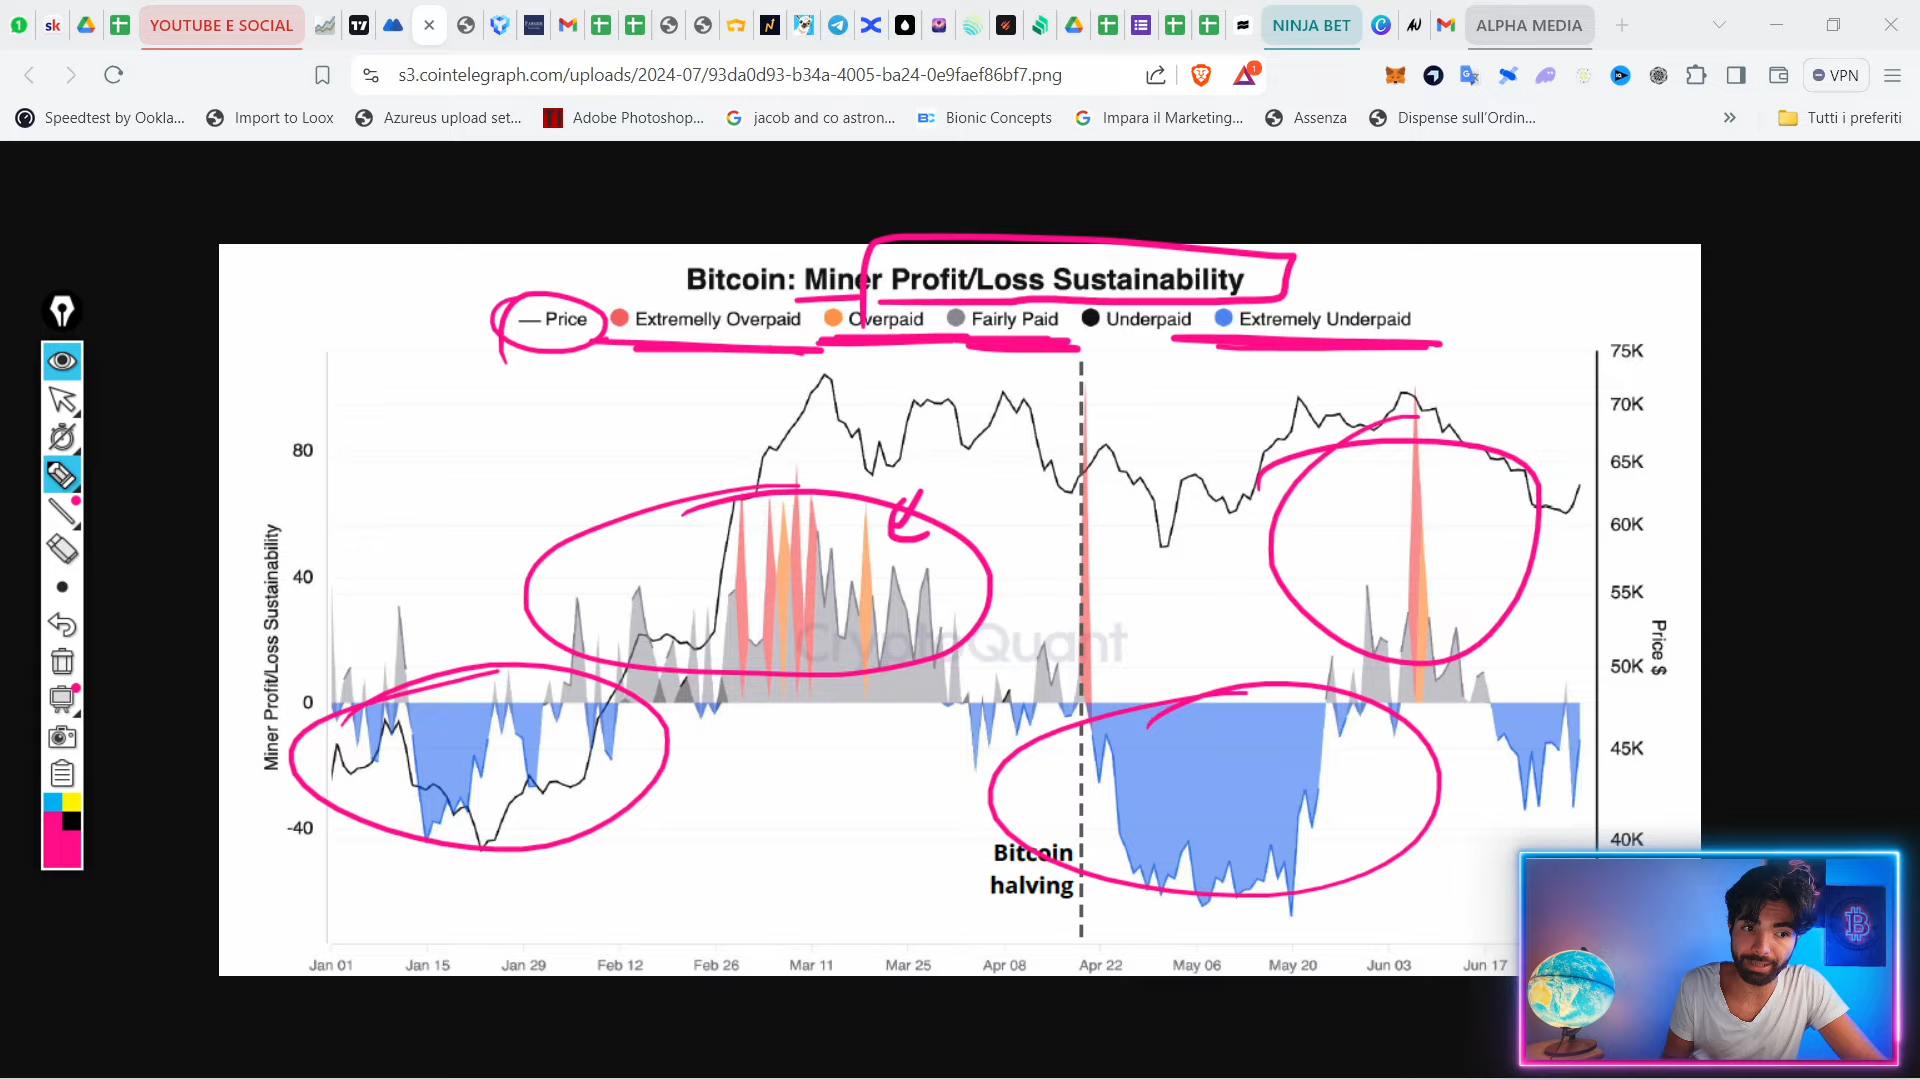 YOUTUBE E SOCIAL
NINJA BET
ALPHA MEDIA
s3.cointelegraph.com/uploads/2024-07/93da0d93-b34a-4005-ba24-0e9faef86bf7.png
1
VPN
Speedtest by Ookla...
Import to Loox
Azureus upload set...
Adobe Photoshop...
jacob and co astron...
Bionic Concepts
Impara il Marketing...
Assenza
Dispense sull'Ordin...
Tutti i preferiti
Bitcoin: Miner Profit/Loss Sustainability
Price
Extremelly Overpaid
Overpaid
Fairly Paid
Underpaid
Extremely Underpaid
75K
70K
65K
60K
55K
50K
45K
40K
Price $
80
40
0
-40
Miner Profit/Loss Sustainability
CryptoQuant
Bitcoin
halving
Jan 01
Jan 15
Jan 29
Feb 12
Feb 26
Mar 11
Mar 25
Apr 08
Apr 22
May 06
May 20
Jun 03
Jun 17